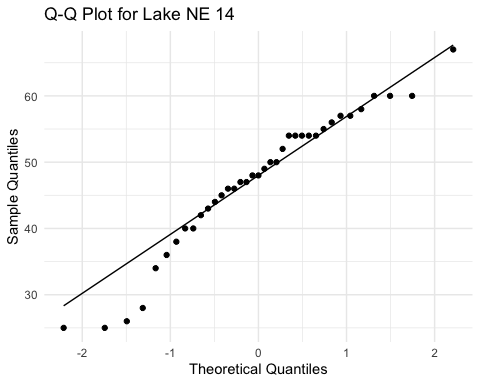 Q-Q Plot for Lake NE 14
60
50
40
30
Sample Quantiles
-2 -1 0 1 2
Theoretical Quantiles